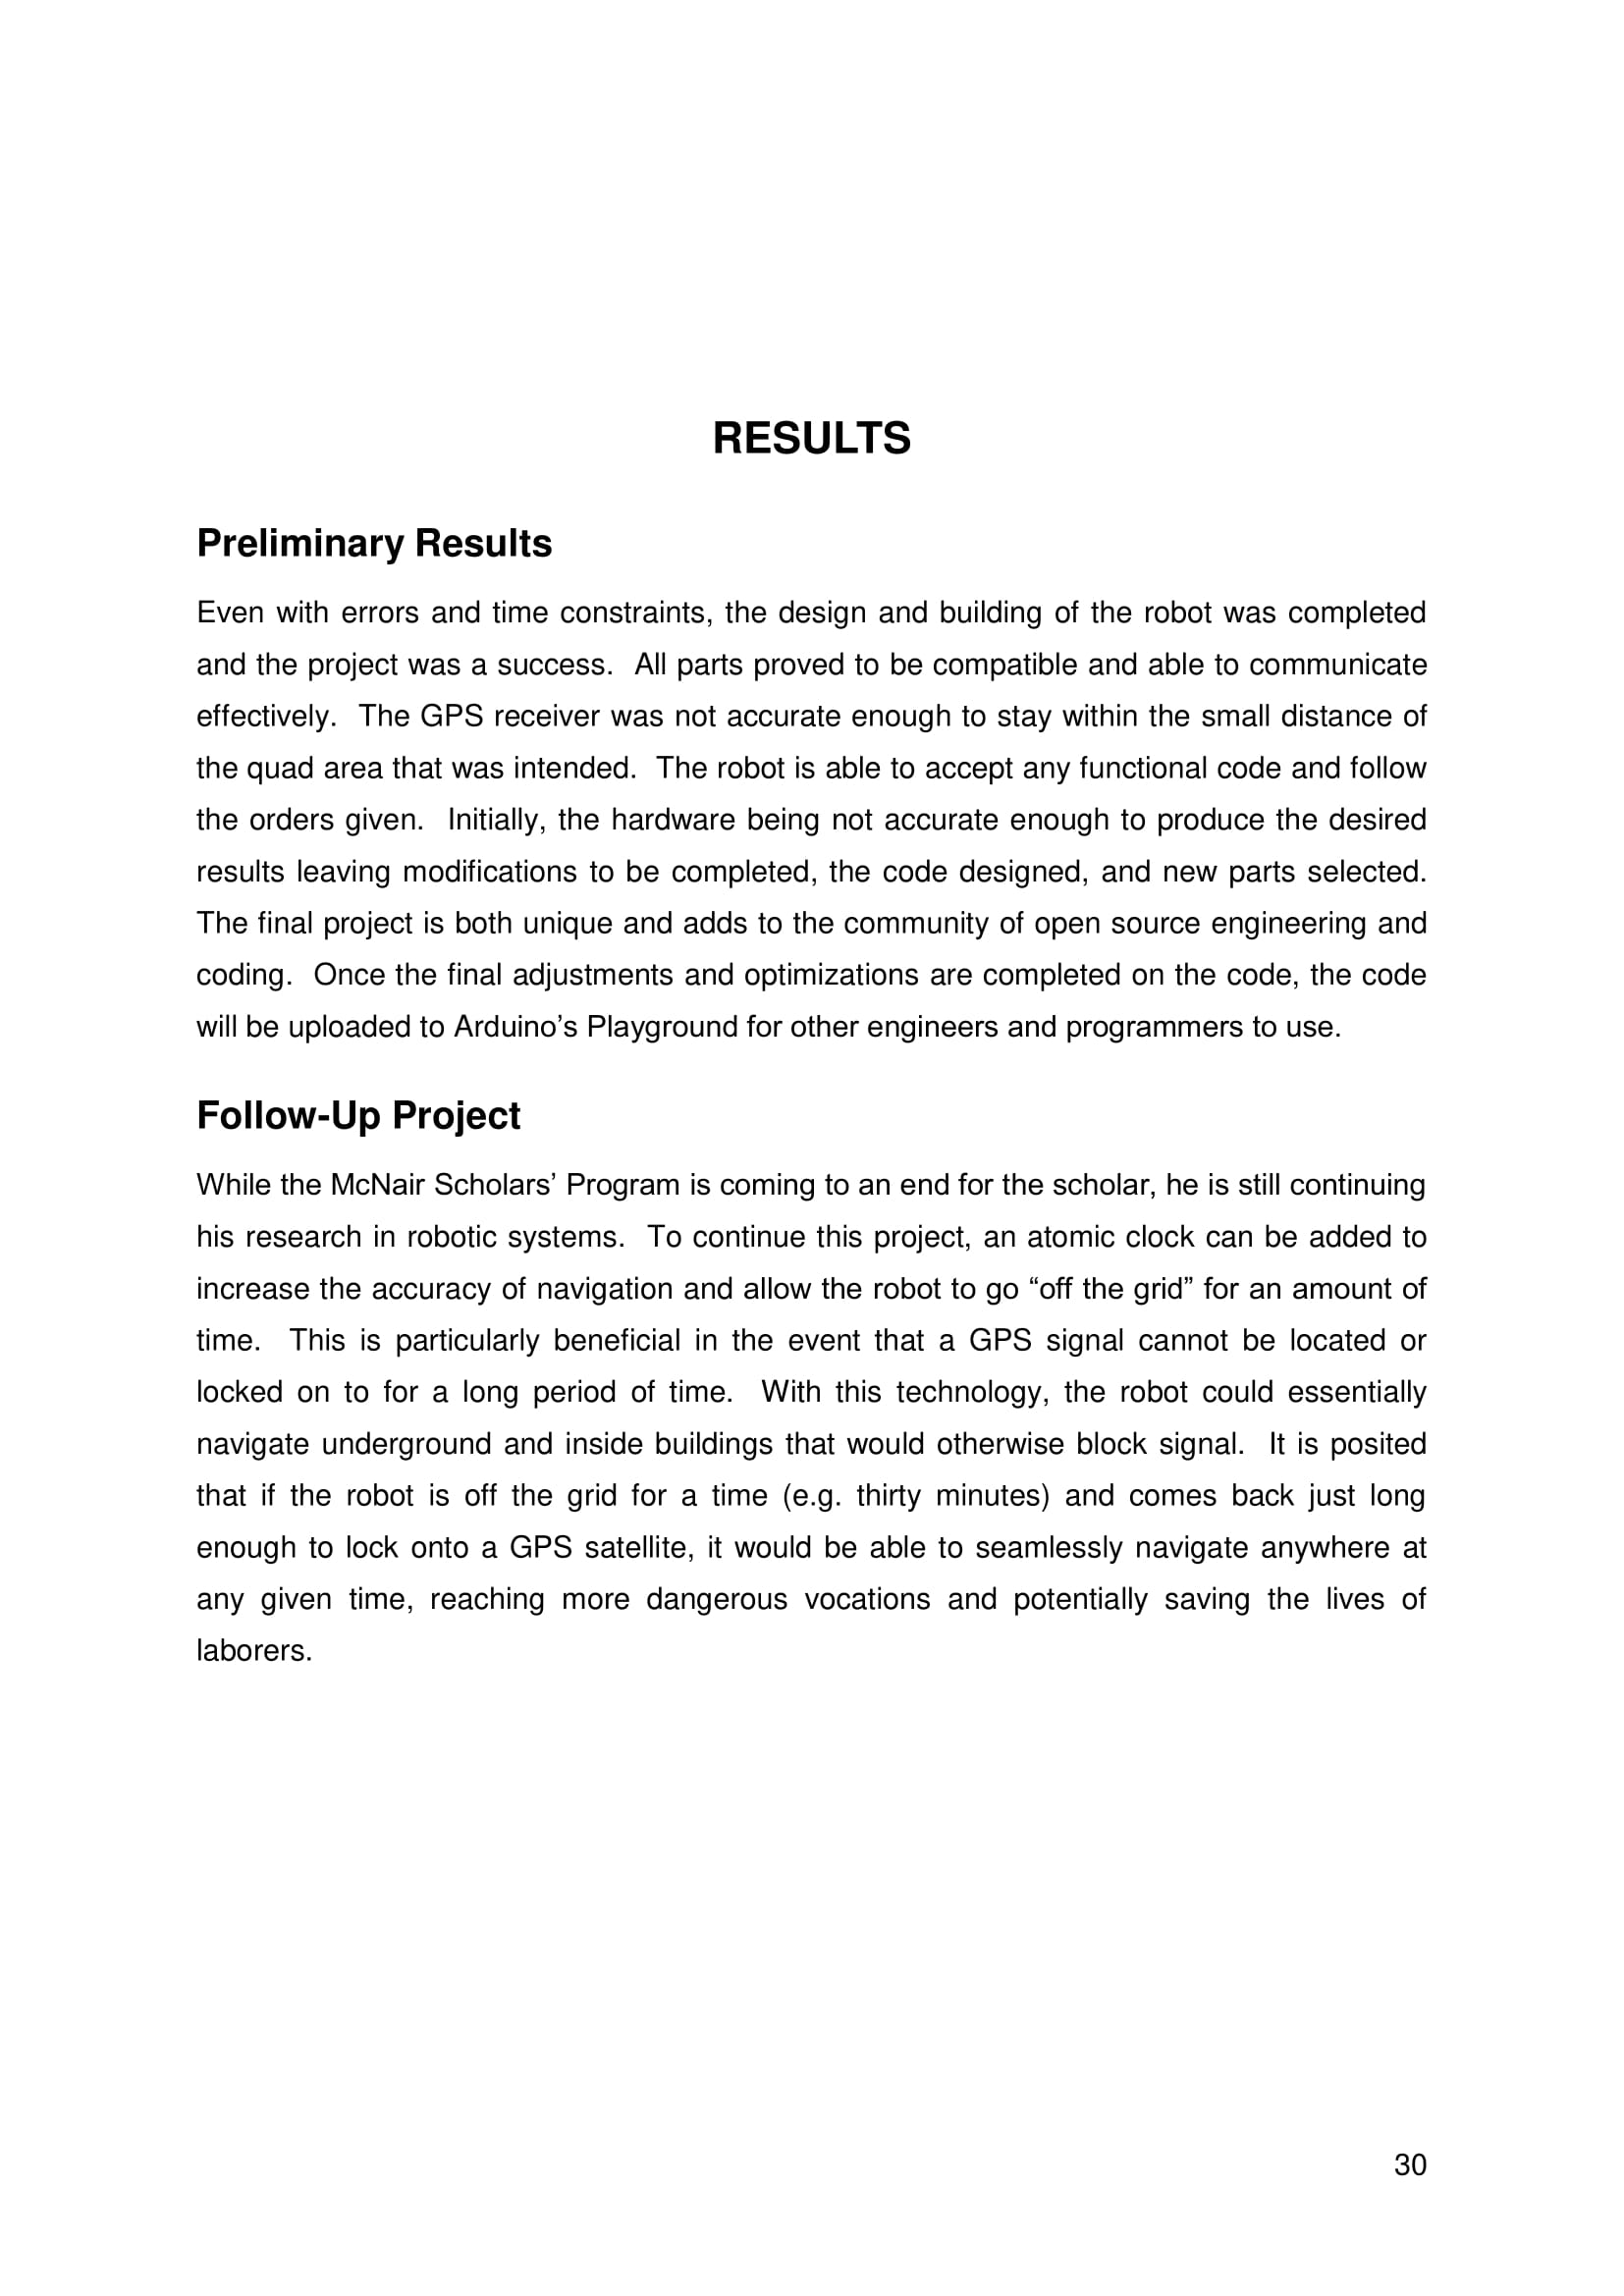 RESULTS
Preliminary Results
Even with errors and time constraints, the design and building of the robot was completed
and the project was a success.  All parts proved to be compatible and able to communicate
effectively.  The GPS receiver was not accurate enough to stay within the small distance of
the quad area that was intended.  The robot is able to accept any functional code and follow
the orders given.  Initially, the hardware being not accurate enough to produce the desired
results leaving modifications to be completed, the code designed, and new parts selected.
The final project is both unique and adds to the community of open source engineering and
coding.  Once the final adjustments and optimizations are completed on the code, the code
will be uploaded to Arduino’s Playground for other engineers and programmers to use.
Follow-Up Project
While the McNair Scholars’ Program is coming to an end for the scholar, he is still continuing
his research in robotic systems.  To continue this project, an atomic clock can be added to
increase the accuracy of navigation and allow the robot to go “off the grid” for an amount of
time.  This is particularly beneficial in the event that a GPS signal cannot be located or
locked on to for a long period of time.  With this technology, the robot could essentially
navigate underground and inside buildings that would otherwise block signal.  It is posited
that if the robot is off the grid for a time (e.g. thirty minutes) and comes back just long
enough to lock onto a GPS satellite, it would be able to seamlessly navigate anywhere at
any given time, reaching more dangerous vocations and potentially saving the lives of
laborers.
30